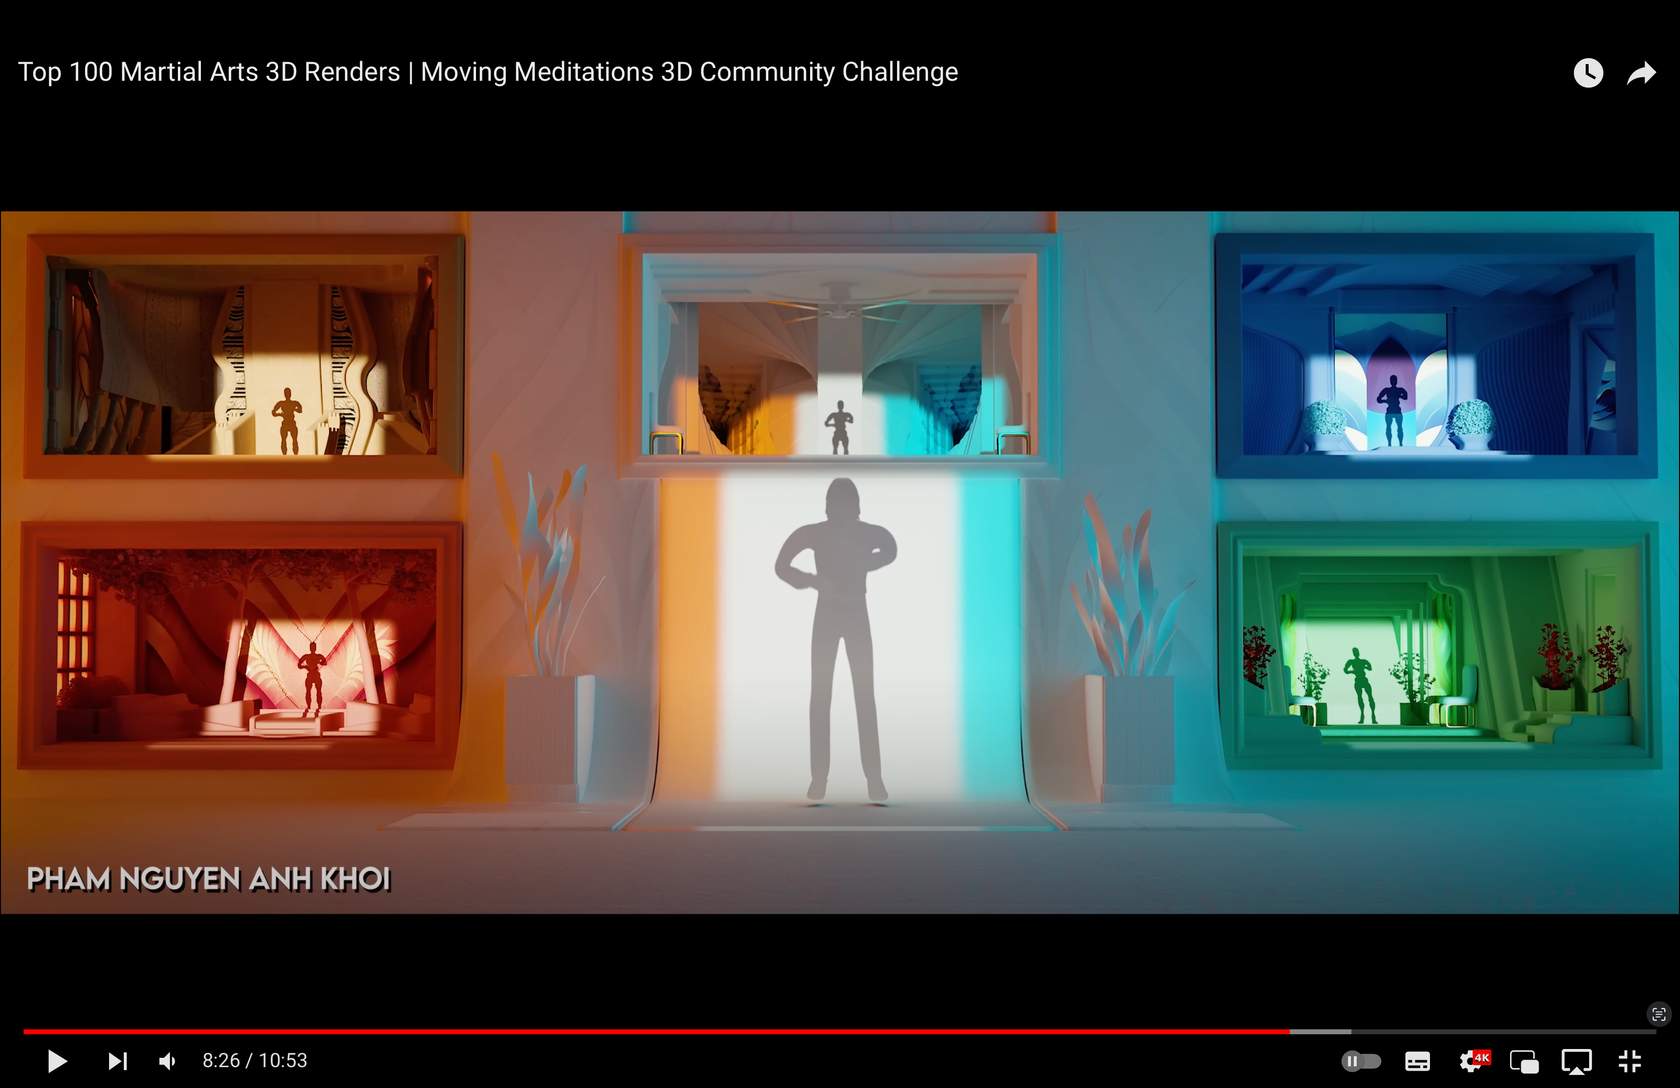 Top 100 Martial Arts 3D Renders | Moving Meditations 3D Community Challenge
PHAM NGUYEN ANH KHOI
8:26 / 10:53
4K